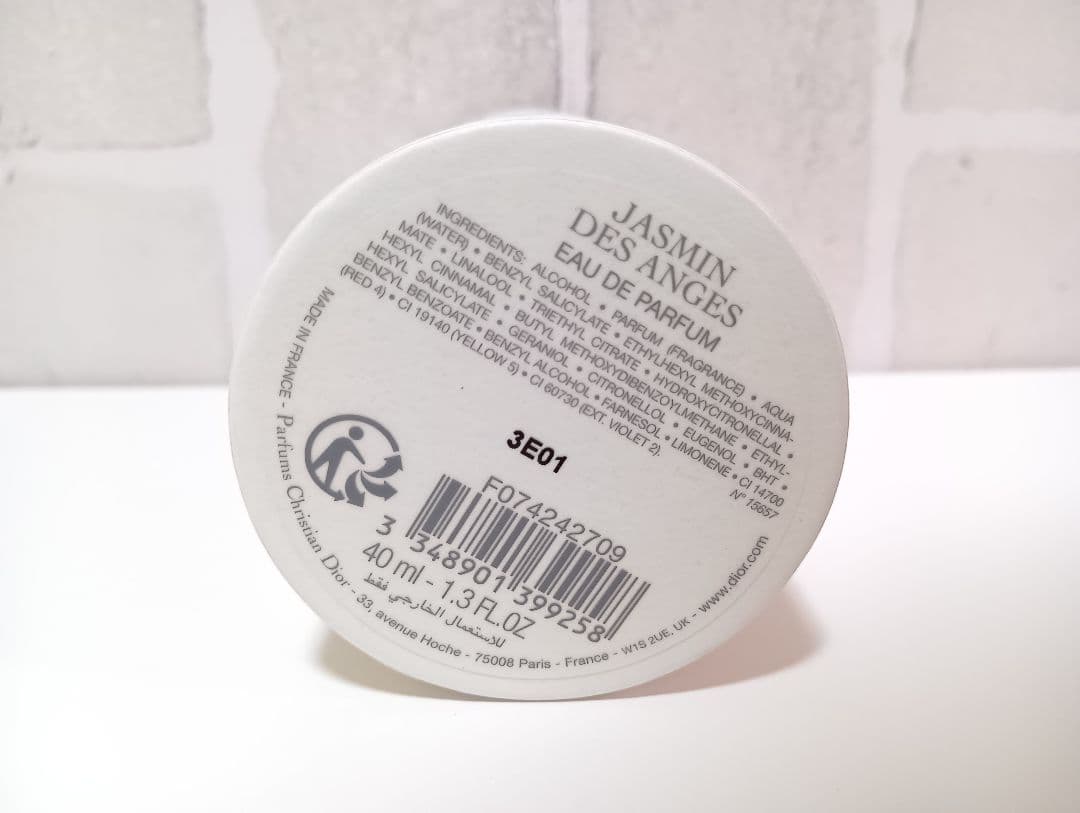 JASMIN
DES ANGES
EAU DE PARFUM
INGREDIENTS: ALCOHOL • PARFUM (FRAGRANCE) • AQUA
(WATER) • BENZYL SALICYLATE • ETHYLHEXYL METHOXYCINNA-
MATE • LINALOOL • TRIETHYL CITRATE • HYDROXYCITRONELLAL •
HEXYL CINNAMAL • BUTYL METHOXYDIBENZOYLMETHANE • ETHYL-
HEXYL SALICYLATE • GERANIOL • CITRONELLOL • EUGENOL • BHT •
BENZYL BENZOATE • BENZYL ALCOHOL • FARNESOL • LIMONENE • CI 14700
(RED 4) • CI 19140 (YELLOW 5) • CI 60730 (EXT. VIOLET 2).
N° 15657
3E01
F074242709
3 348901 399258
40 ml - 1.3 FL.OZ
للاستعمال الخارجي فقط
MADE IN FRANCE - Parfums Christian Dior - 33, avenue Hoche - 75008 Paris - France - W1S 2UE, UK - www.dior.com